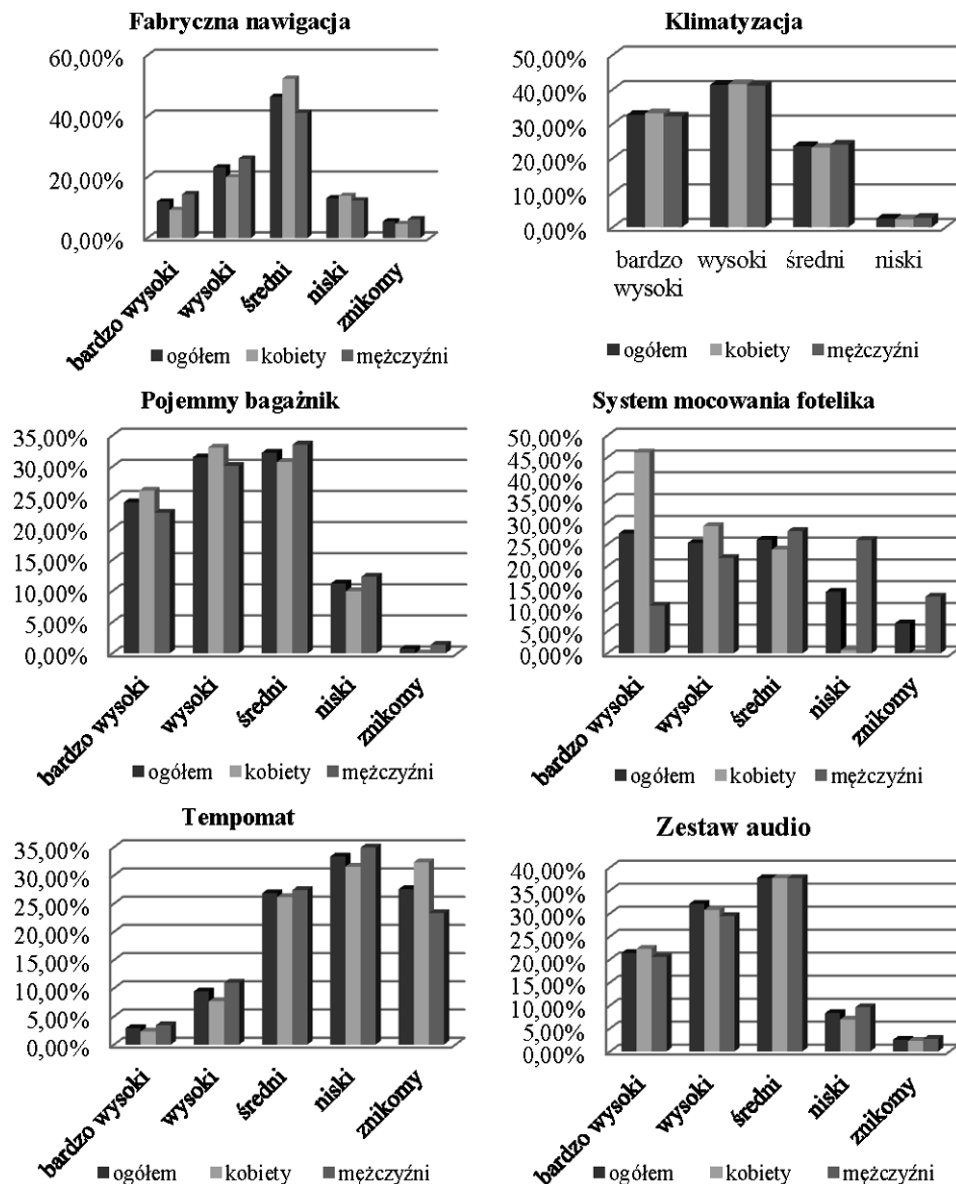 Fabryczna nawigacja
60,00%
40,00%
20,00%
0,00%
bardzo wysoki
wysoki
średni
niski
znikomy
ogółem kobiety mężczyźni
Klimatyzacja
50,00%
40,00%
30,00%
20,00%
10,00%
0,00%
bardzo wysoki średni niski
wysoki
ogółem kobiety mężczyźni
Pojemmy bagażnik
35,00%
30,00%
25,00%
20,00%
15,00%
10,00%
5,00%
0,00%
bardzo wysoki
wysoki
średni
niski
znikomy
ogółem kobiety mężczyźni
System mocowania fotelika
50,00%
45,00%
40,00%
35,00%
30,00%
25,00%
20,00%
15,00%
10,00%
5,00%
0,00%
bardzo wysoki
wysoki
średni
niski
znikomy
ogółem kobiety mężczyźni
Tempomat
35,00%
30,00%
25,00%
20,00%
15,00%
10,00%
5,00%
0,00%
bardzo wysoki
wysoki
średni
niski
znikomy
ogółem kobiety mężczyźni
Zestaw audio
40,00%
35,00%
30,00%
25,00%
20,00%
15,00%
10,00%
5,00%
0,00%
bardzo wysoki
wysoki
średni
niski
znikomy
ogółem kobiety mężczyźni